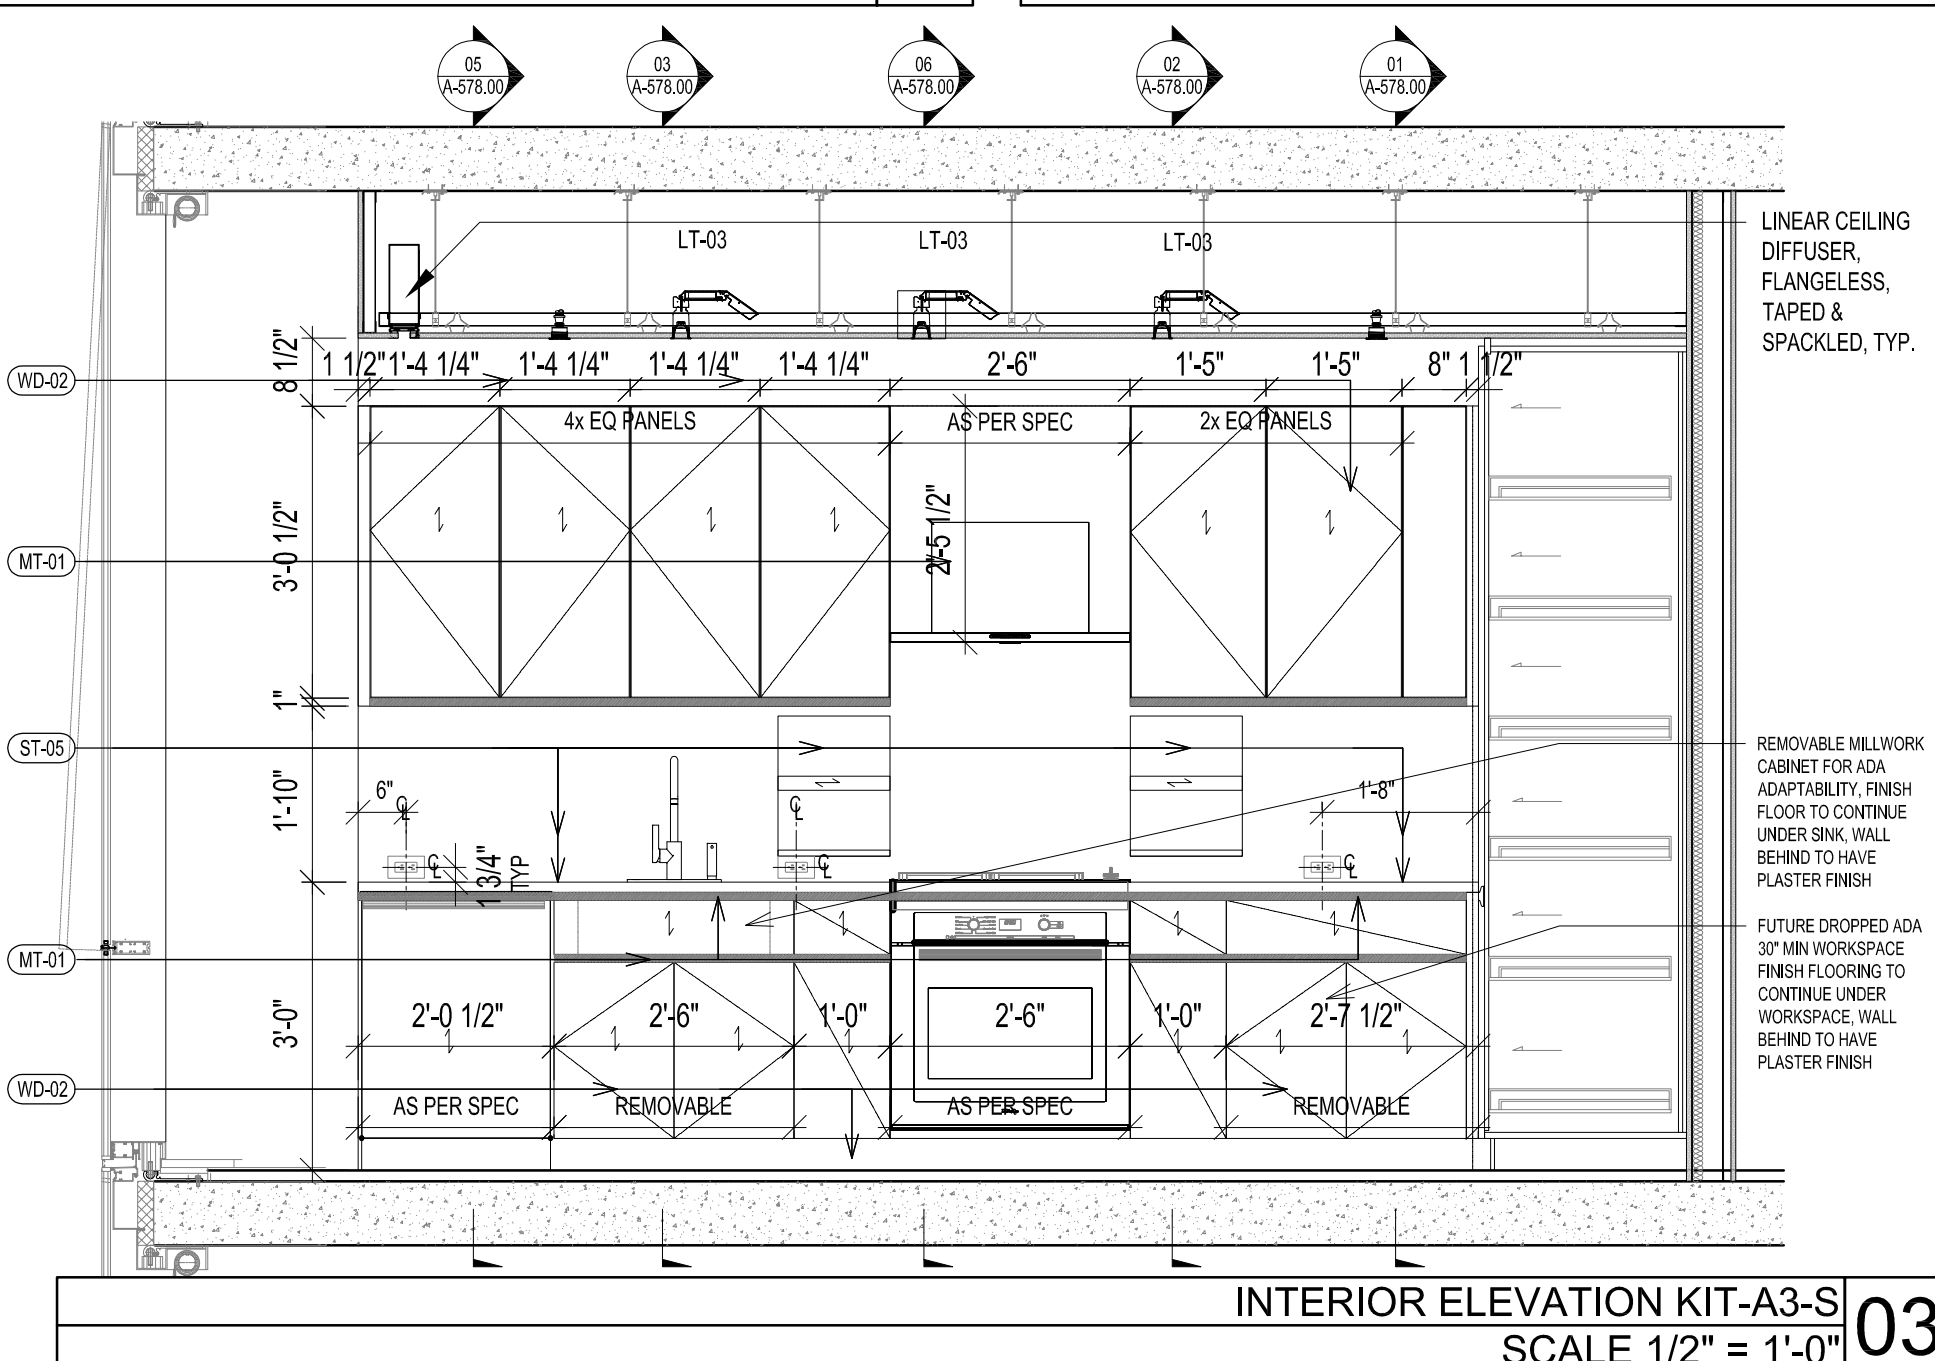 05
A-578.00
03
A-578.00
06
A-578.00
02
A-578.00
01
A-578.00
LT-03
LT-03
LT-03
LINEAR CEILING
DIFFUSER,
FLANGELESS,
TAPED &
SPACKLED, TYP.
8 1/2"
1 1/2"
1'-4 1/4"
1'-4 1/4"
1'-4 1/4"
1'-4 1/4"
2'-6"
1'-5"
1'-5"
8"
1 1/2"
WD-02
4x EQ PANELS
AS PER SPEC
2x EQ PANELS
3'-0 1/2"
2'-5 1/2"
MT-01
1"
ST-05
REMOVABLE MILLWORK
CABINET FOR ADA
ADAPTABILITY, FINISH
FLOOR TO CONTINUE
UNDER SINK, WALL
BEHIND TO HAVE
PLASTER FINISH
1'-10"
6"
1'-8"
1 3/4"
TYP
FUTURE DROPPED ADA
30" MIN WORKSPACE
FINISH FLOORING TO
CONTINUE UNDER
WORKSPACE, WALL
BEHIND TO HAVE
PLASTER FINISH
MT-01
3'-0"
2'-0 1/2"
2'-6"
1'-0"
2'-6"
1'-0"
2'-7 1/2"
WD-02
AS PER SPEC
REMOVABLE
AS PER SPEC
REMOVABLE
INTERIOR ELEVATION KIT-A3-S
03
SCALE 1/2" = 1'-0"